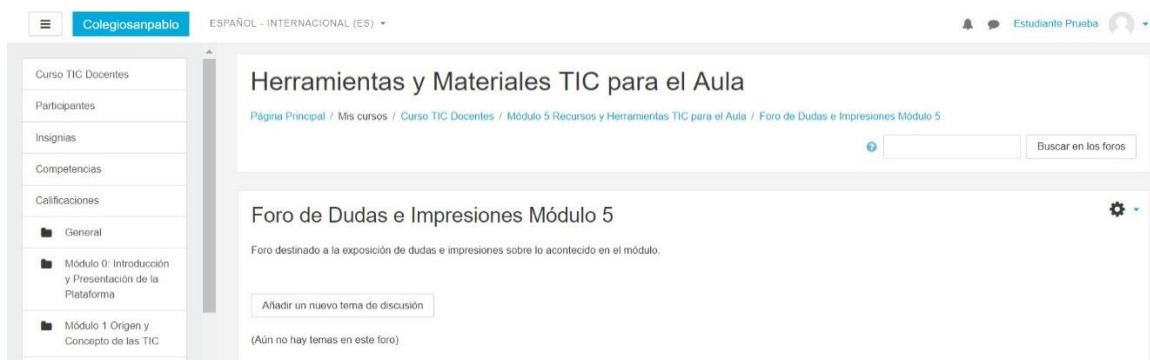 Colegiosanpablo
ESPAÑOL - INTERNACIONAL (ES)
Estudiante Prueba
Curso TIC Docentes
Participantes
Insignias
Competencias
Calificaciones
General
Módulo 0: Introducción
y Presentación de la
Plataforma
Módulo 1 Origen y
Concepto de las TIC
Herramientas y Materiales TIC para el Aula
Página Principal / Mis cursos / Curso TIC Docentes / Módulo 5 Recursos y Herramientas TIC para el Aula / Foro de Dudas e Impresiones Módulo 5
Buscar en los foros
Foro de Dudas e Impresiones Módulo 5
Foro destinado a la exposición de dudas e impresiones sobre lo acontecido en el módulo.
Añadir un nuevo tema de discusión
(Aún no hay temas en este foro)